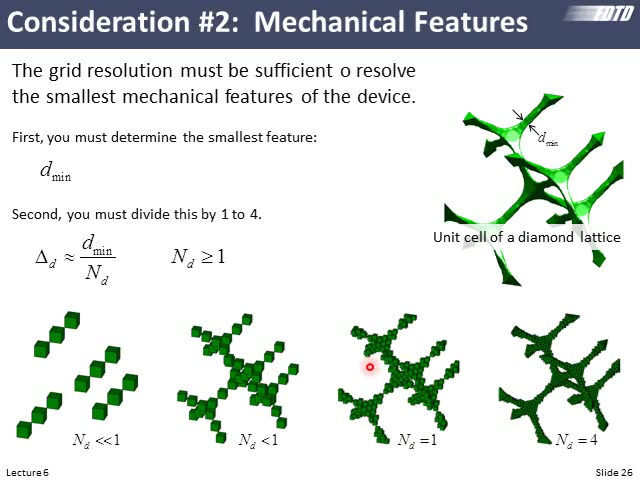 Consideration #2: Mechanical Features
FDTD
The grid resolution must be sufficient o resolve
the smallest mechanical features of the device.
First, you must determine the smallest feature:
d_min
Second, you must divide this by 1 to 4.
Δ_d ≈ d_min / N_d    N_d ≥ 1
d_min
Unit cell of a diamond lattice
N_d <<1
N_d <1
N_d =1
N_d = 4
Lecture 6
Slide 26